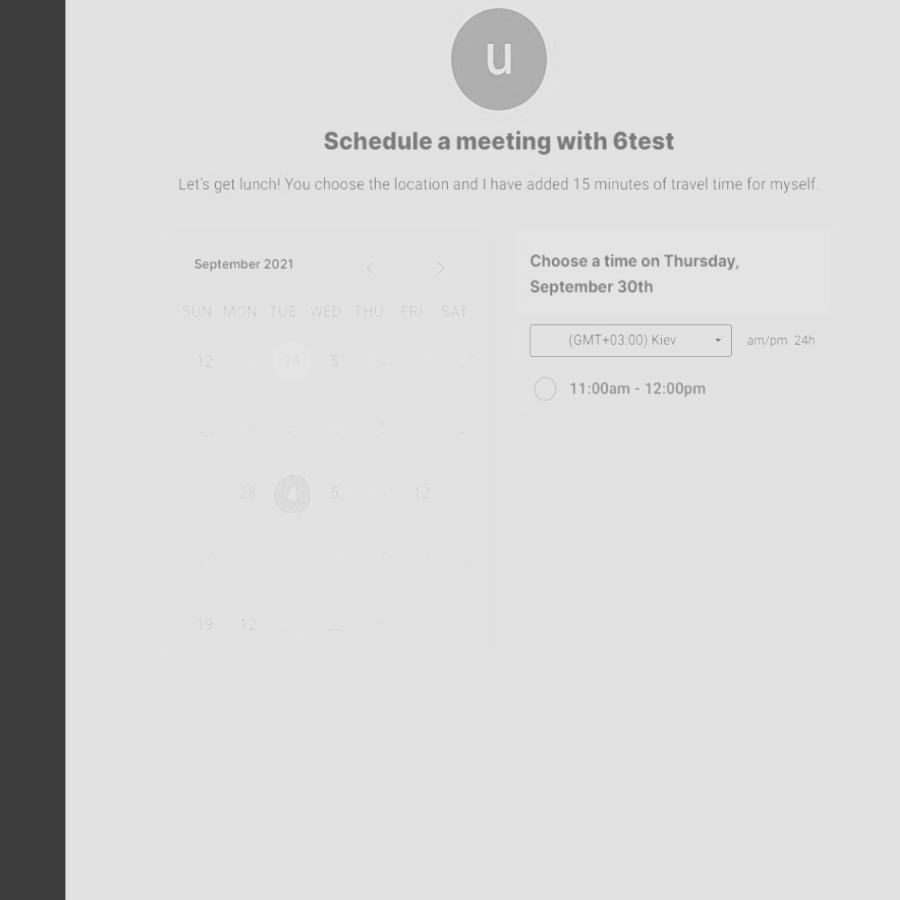 u
Schedule a meeting with 6test
Let's get lunch! You choose the location and I have added 15 minutes of travel time for myself.
September 2021
SUN MON TUE WED THU FRI SAT
12 24 5
28 4 5 12
19 12
Choose a time on Thursday,
September 30th
(GMT+03:00) Kiev
am/pm 24h
11:00am - 12:00pm